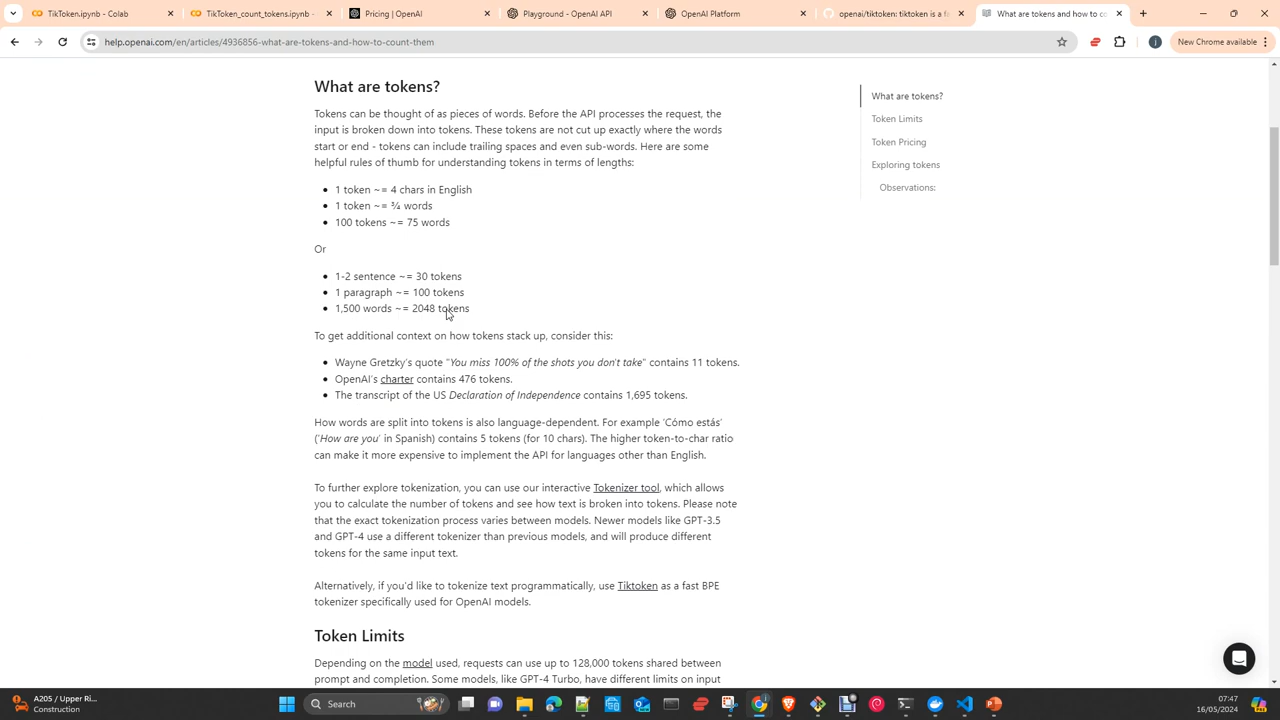 TikToken.ipynb - Colab
TikToken_count_tokens.ipynb -
Pricing | OpenAI
Playground - OpenAI API
OpenAI Platform
openai/tiktoken: tiktoken is a fa
What are tokens and how to co
help.openai.com/en/articles/4936856-what-are-tokens-and-how-to-count-them
New Chrome available
What are tokens?
Tokens can be thought of as pieces of words. Before the API processes the request, the
input is broken down into tokens. These tokens are not cut up exactly where the words
start or end - tokens can include trailing spaces and even sub-words. Here are some
helpful rules of thumb for understanding tokens in terms of lengths:
• 1 token ~= 4 chars in English
• 1 token ~= ¾ words
• 100 tokens ~= 75 words
Or
• 1-2 sentence ~= 30 tokens
• 1 paragraph ~= 100 tokens
• 1,500 words ~= 2048 tokens
To get additional context on how tokens stack up, consider this:
• Wayne Gretzky's quote "You miss 100% of the shots you don't take" contains 11 tokens.
• OpenAI's charter contains 476 tokens.
• The transcript of the US Declaration of Independence contains 1,695 tokens.
How words are split into tokens is also language-dependent. For example 'Cómo estás'
('How are you' in Spanish) contains 5 tokens (for 10 chars). The higher token-to-char ratio
can make it more expensive to implement the API for languages other than English.
To further explore tokenization, you can use our interactive Tokenizer tool, which allows
you to calculate the number of tokens and see how text is broken into tokens. Please note
that the exact tokenization process varies between models. Newer models like GPT-3.5
and GPT-4 use a different tokenizer than previous models, and will produce different
tokens for the same input text.
Alternatively, if you'd like to tokenize text programmatically, use Tiktoken as a fast BPE
tokenizer specifically used for OpenAI models.
Token Limits
Depending on the model used, requests can use up to 128,000 tokens shared between
prompt and completion. Some models, like GPT-4 Turbo, have different limits on input
What are tokens?
Token Limits
Token Pricing
Exploring tokens
Observations:
A205 / Upper Ri...
Construction
Search
07:47
16/05/2024